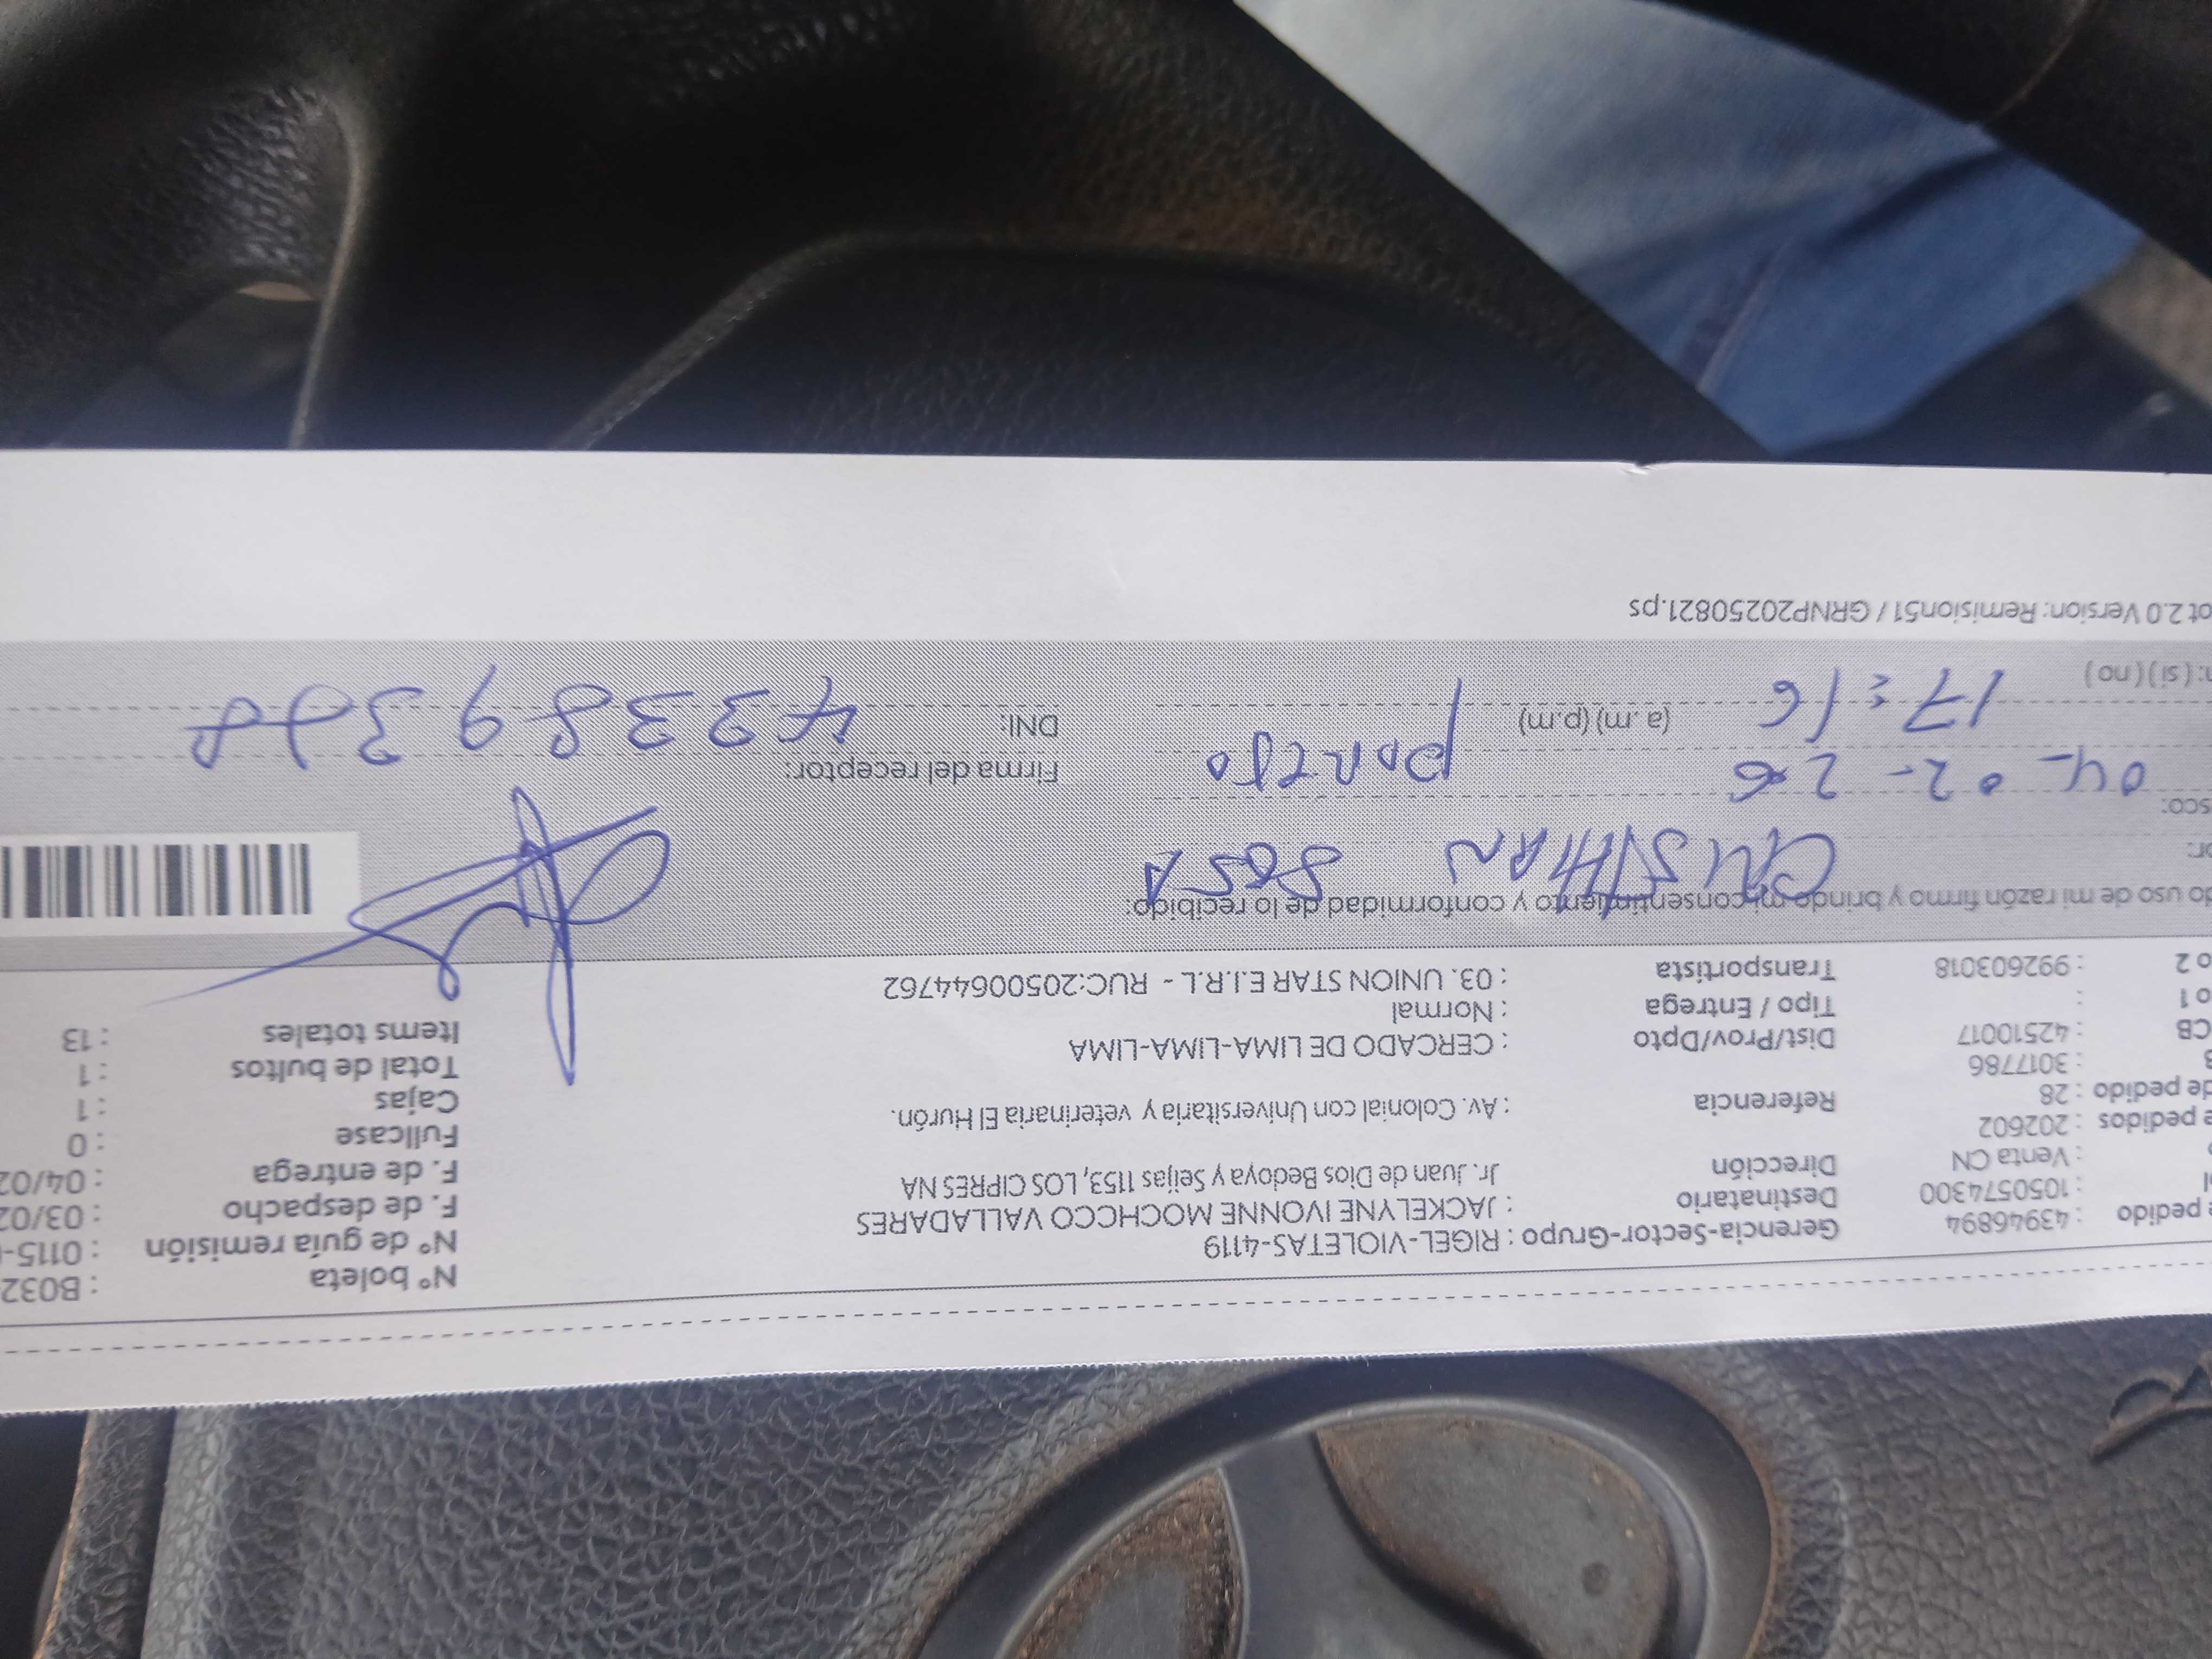 e pedido : 43946894 Gerencia-Sector-Grupo : RIGEL-VIOLETAS-4119 N° boleta : B032
: 1050574300 Destinatario : JACKELYNE IVONNE MOCHCCO VALLADARES N° de guía remisión : 0115-
: Venta CN Dirección Jr. Juan de Dios Bedoya y Seijas 1153, LOS CIPRES NA F. de despacho : 03/02
e pedidos : 202602 F. de entrega : 04/02
de pedido : 28 Referencia : Av. Colonial con Universitaria y veterinaria El Hurón. Fullcase : 0
: 3017786 Cajas : 1
CB : 42510017 Dist/Prov/Dpto : CERCADO DE LIMA-LIMA-LIMA Total de bultos : 1
o 1 : Tipo / Entrega : Normal Items totales : 13
o 2 : 992603018 Transportista : 03. UNION STAR E.I.R.L. - RUC:20500644762
do uso de mi razón firmo y brindo mi consentimiento y conformidad de lo recibido:
or: SOSA
sco: 04-02-26 Firma del receptor:
n: (si) (no) 17:16 (a.m) (p.m) DNI:
ot 2.0 Version: Remision51 / GRNP20250821.ps